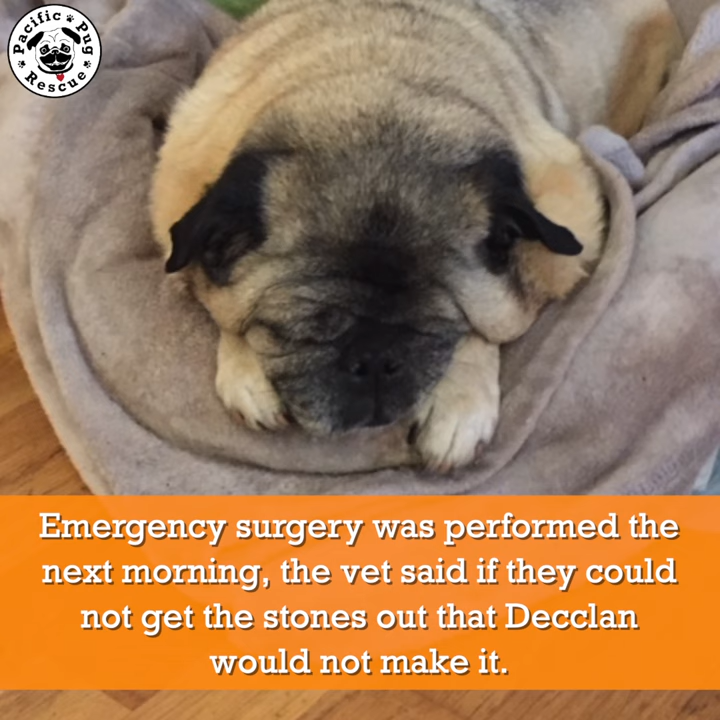 Pacific Pug
Rescue
Emergency surgery was performed the
next morning, the vet said if they could
not get the stones out that Decclan
would not make it.